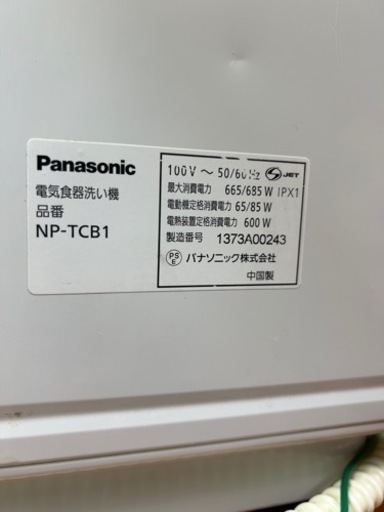 Panasonic
電気食器洗い機
品番
NP-TCB1
100V ～ 50/60Hz JET
最大消費電力 665/685 W IPX1
電動機定格消費電力 65/85 W
電熱装置定格消費電力 600 W
製造番号 1373A00243
PSE パナソニック株式会社
中国製